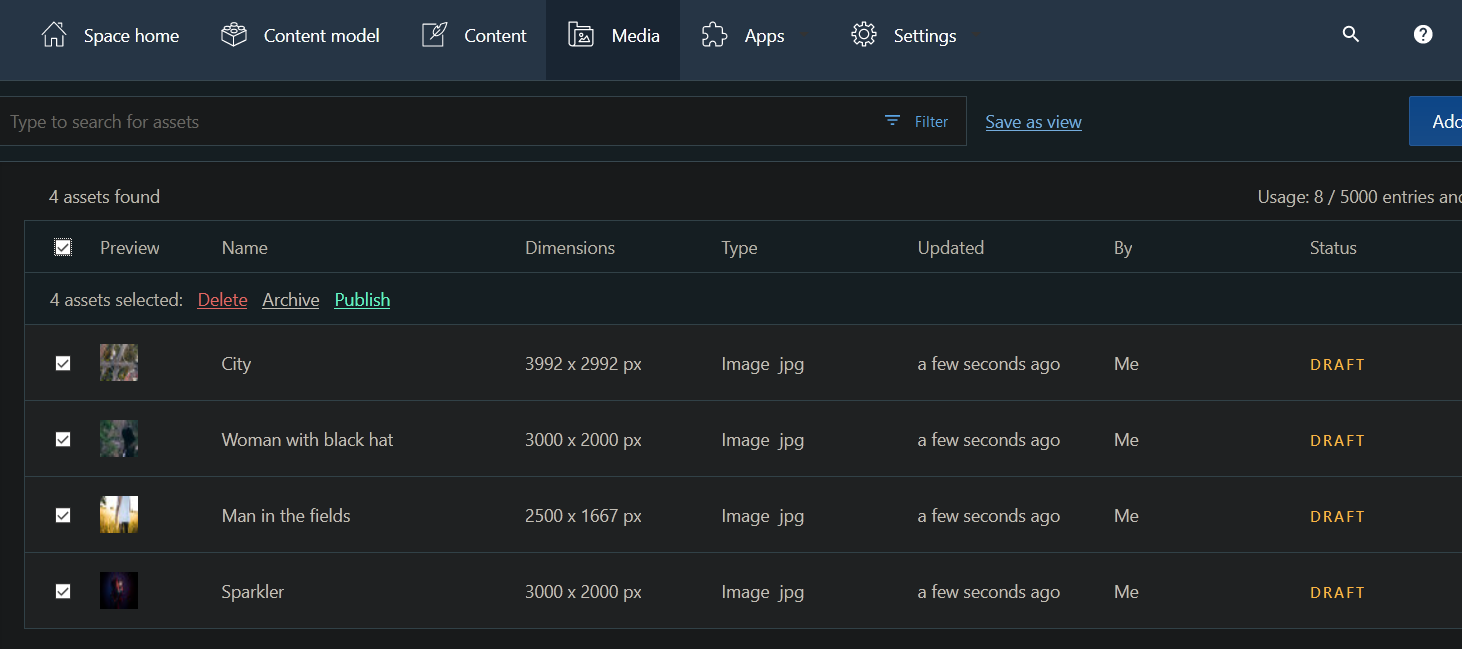 Space home Content model Content Media Apps Settings
Type to search for assets Filter Save as view Add
4 assets found Usage: 8 / 5000 entries and
Preview Name Dimensions Type Updated By Status
4 assets selected: Delete Archive Publish
City 3992 x 2992 px Image jpg a few seconds ago Me DRAFT
Woman with black hat 3000 x 2000 px Image jpg a few seconds ago Me DRAFT
Man in the fields 2500 x 1667 px Image jpg a few seconds ago Me DRAFT
Sparkler 3000 x 2000 px Image jpg a few seconds ago Me DRAFT